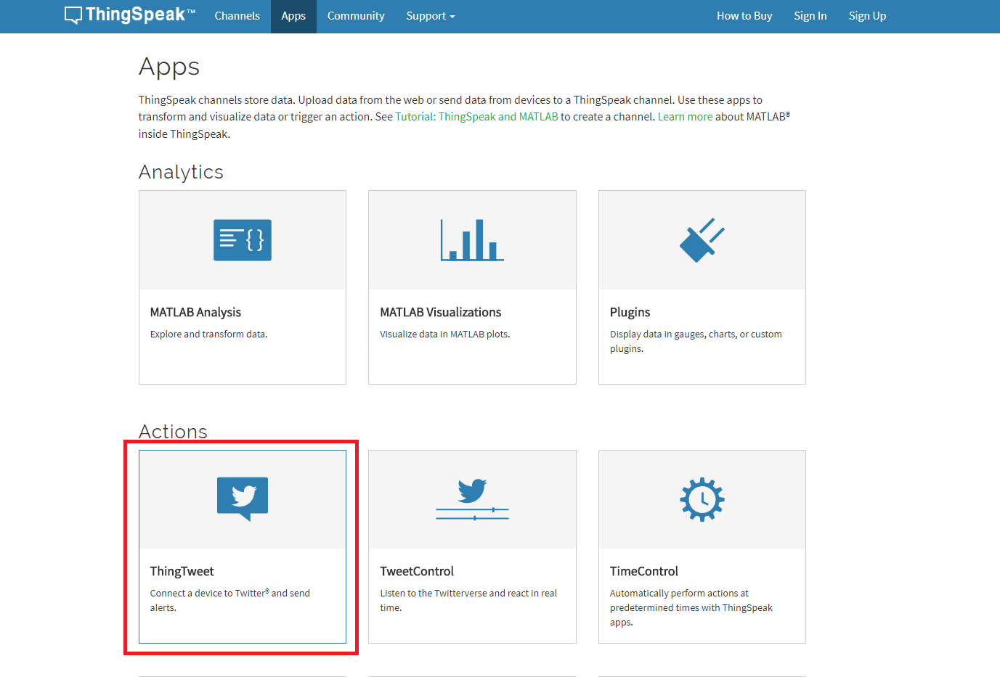 ThingSpeak™ Channels Apps Community Support How to Buy Sign In Sign Up
Apps
ThingSpeak channels store data. Upload data from the web or send data from devices to a ThingSpeak channel. Use these apps to
transform and visualize data or trigger an action. See Tutorial: ThingSpeak and MATLAB to create a channel. Learn more about MATLAB®
inside ThingSpeak.
Analytics
{}
MATLAB Analysis
Explore and transform data.
MATLAB Visualizations
Visualize data in MATLAB plots.
Plugins
Display data in gauges, charts, or custom
plugins.
Actions
ThingTweet
Connect a device to Twitter® and send
alerts.
TweetControl
Listen to the Twitterverse and react in real
time.
TimeControl
Automatically perform actions at
predetermined times with ThingSpeak
apps.